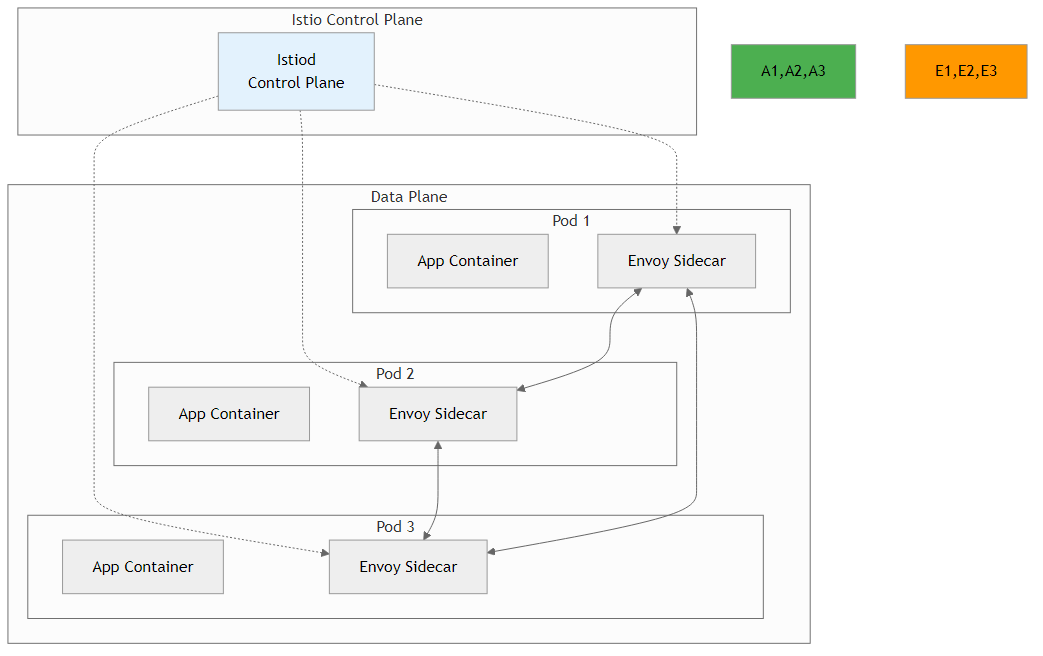 Istio Control Plane
Istiod
Control Plane
A1,A2,A3
E1,E2,E3
Data Plane
Pod 1
App Container
Envoy Sidecar
Pod 2
App Container
Envoy Sidecar
Pod 3
App Container
Envoy Sidecar